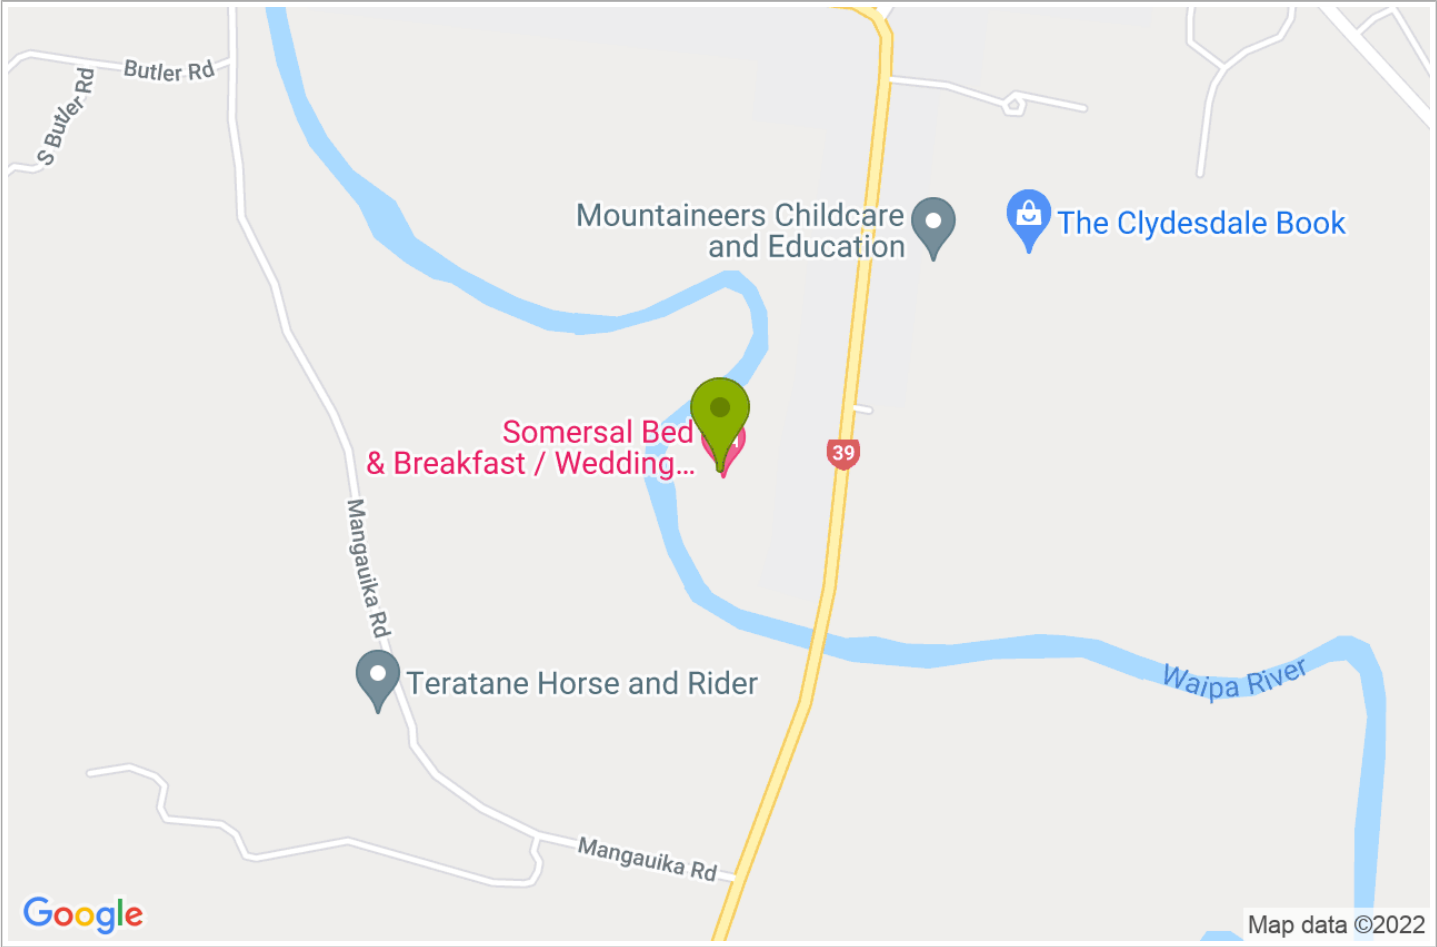 Butler Rd
S Butler Rd
Mountaineers Childcare
and Education
The Clydesdale Book
Somersal Bed
& Breakfast / Wedding...
39
Mangauika Rd
Teratane Horse and Rider
Waipa River
Mangauika Rd
Google
Map data ©2022